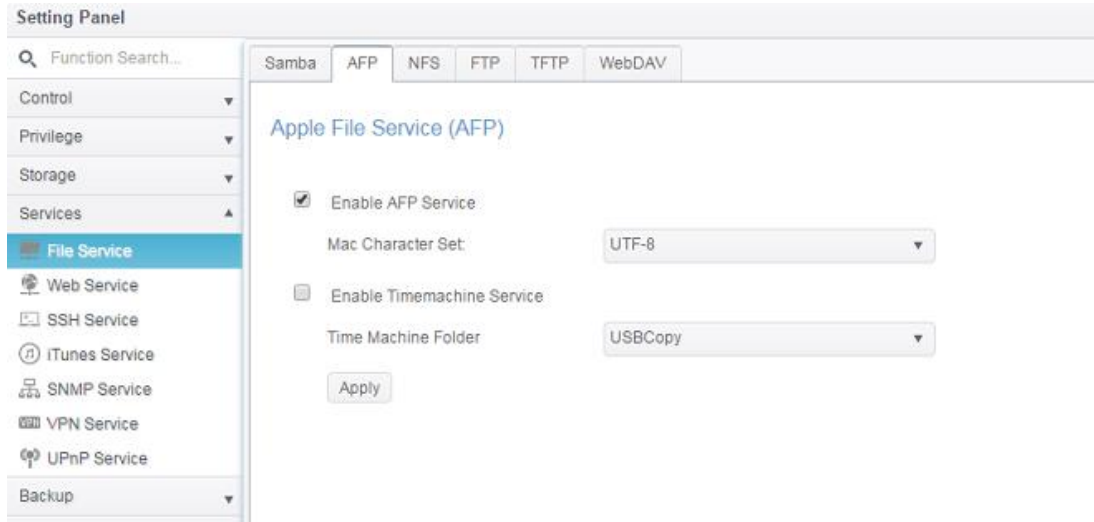 Setting Panel
Function Search...
Control
Privilege
Storage
Services
File Service
Web Service
SSH Service
iTunes Service
SNMP Service
VPN Service
UPnP Service
Backup
Samba AFP NFS FTP TFTP WebDAV
Apple File Service (AFP)
Enable AFP Service
Mac Character Set: UTF-8
Enable Timemachine Service
Time Machine Folder USBCopy
Apply